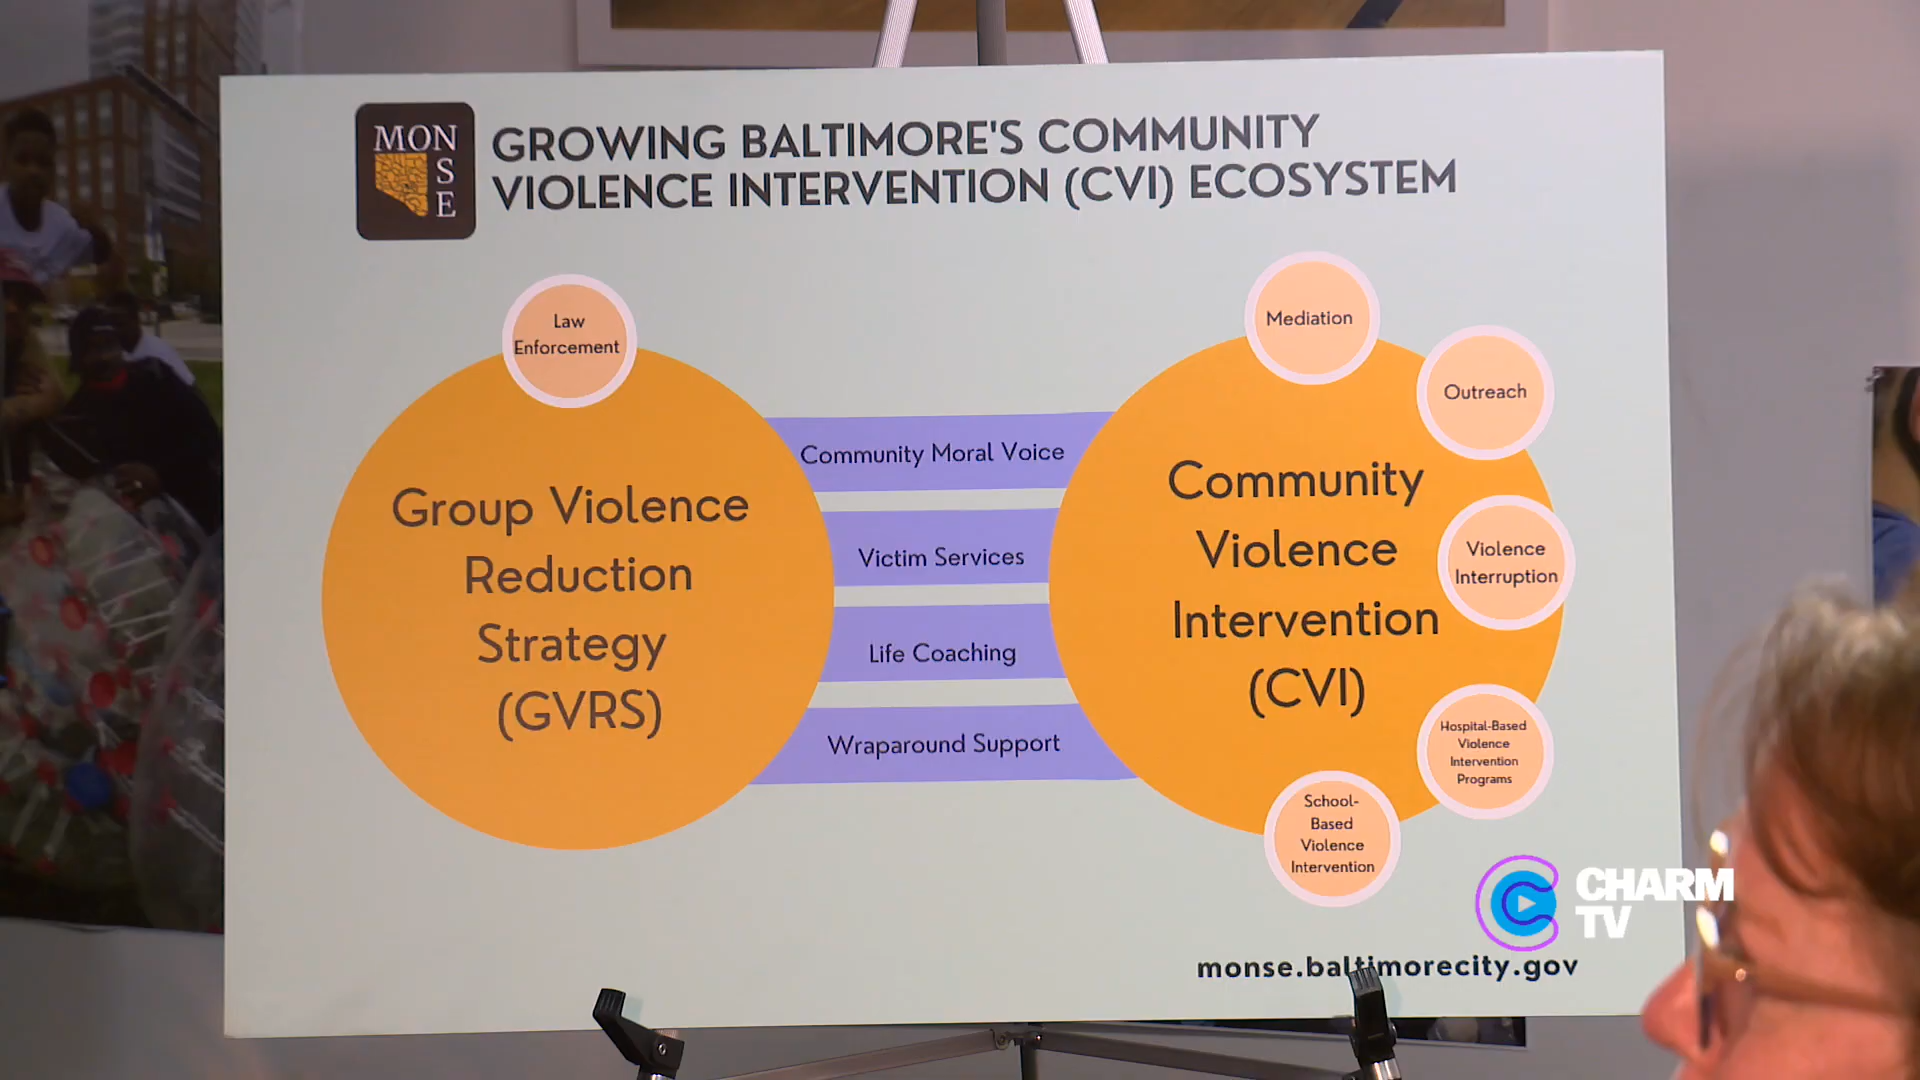 MON
S
E
GROWING BALTIMORE'S COMMUNITY
VIOLENCE INTERVENTION (CVI) ECOSYSTEM
Law
Enforcement
Group Violence
Reduction
Strategy
(GVRS)
Community Moral Voice
Victim Services
Life Coaching
Wraparound Support
Community
Violence
Intervention
(CVI)
Mediation
Outreach
Violence
Interruption
Hospital-Based
Violence
Intervention
Programs
School-
Based
Violence
Intervention
CHARM
TV
monse.baltimorecity.gov